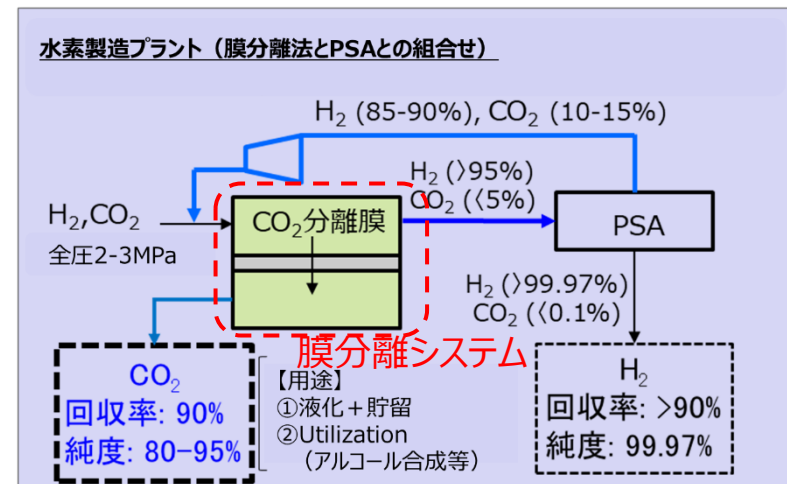 水素製造プラント（膜分離法とPSAとの組合せ）
H₂ (85-90%), CO₂ (10-15%)
H₂ (〉95%)
CO₂ (〈5%)
H₂,CO₂
全圧2-3MPa
CO₂分離膜
PSA
H₂ (〉99.97%)
CO₂ (〈0.1%)
膜分離システム
CO₂
回収率: 90%
純度: 80-95%
【用途】
①液化＋貯留
②Utilization
（アルコール合成等）
H₂
回収率: >90%
純度: 99.97%